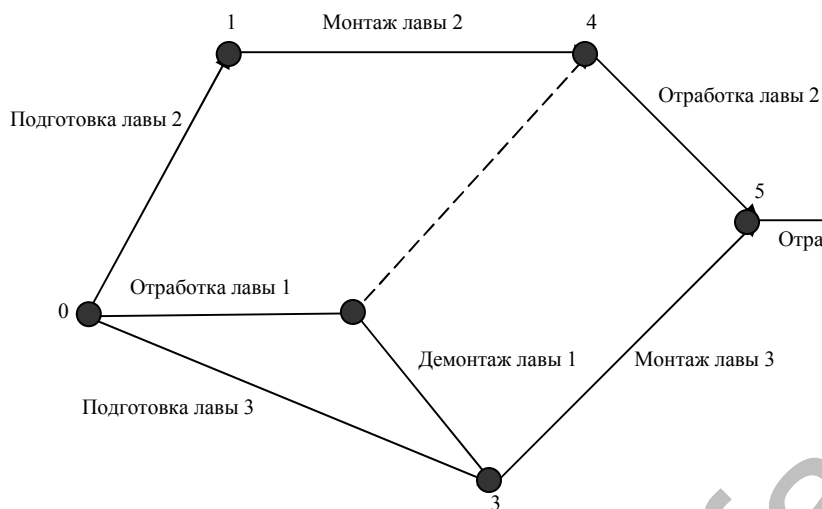 Монтаж лавы 2
1
4
Подготовка лавы 2
Отработка лавы 2
5
Отра
Отработка лавы 1
0
Демонтаж лавы 1
Монтаж лавы 3
Подготовка лавы 3
3